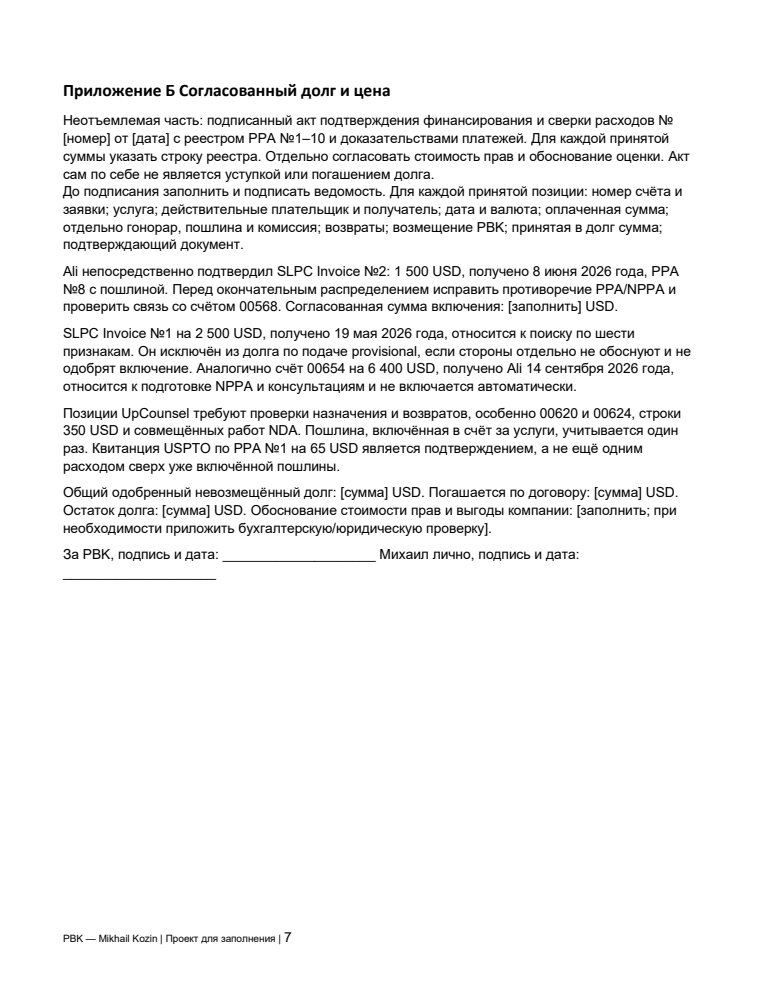 Приложение Б Согласованный долг и цена
Неотъемлемая часть: подписанный акт подтверждения финансирования и сверки расходов №
[номер] от [дата] с реестром PPA №1–10 и доказательствами платежей. Для каждой принятой
суммы указать строку реестра. Отдельно согласовать стоимость прав и обоснование оценки. Акт
сам по себе не является уступкой или погашением долга.
До подписания заполнить и подписать ведомость. Для каждой принятой позиции: номер счёта и
заявки; услуга; действительные плательщик и получатель; дата и валюта; оплаченная сумма;
отдельно гонорар, пошлина и комиссия; возвраты; возмещение PBK; принятая в долг сумма;
подтверждающий документ.
Ali непосредственно подтвердил SLPC Invoice №2: 1 500 USD, получено 8 июня 2026 года, PPA
№8 с пошлиной. Перед окончательным распределением исправить противоречие PPA/NPPA и
проверить связь со счётом 00568. Согласованная сумма включения: [заполнить] USD.
SLPC Invoice №1 на 2 500 USD, получено 19 мая 2026 года, относится к поиску по шести
признакам. Он исключён из долга по подаче provisional, если стороны отдельно не обоснуют и не
одобрят включение. Аналогично счёт 00654 на 6 400 USD, получено Ali 14 сентября 2026 года,
относится к подготовке NPPA и консультациям и не включается автоматически.
Позиции UpCounsel требуют проверки назначения и возвратов, особенно 00620 и 00624, строки
350 USD и совмещённых работ NDA. Пошлина, включённая в счёт за услуги, учитывается один
раз. Квитанция USPTO по PPA №1 на 65 USD является подтверждением, а не ещё одним
расходом сверх уже включённой пошлины.
Общий одобренный невозмещённый долг: [сумма] USD. Погашается по договору: [сумма] USD.
Остаток долга: [сумма] USD. Обоснование стоимости прав и выгоды компании: [заполнить; при
необходимости приложить бухгалтерскую/юридическую проверку].
За PBK, подпись и дата: ____________________ Михаил лично, подпись и дата:
____________________
PBK — Mikhail Kozin | Проект для заполнения | 7